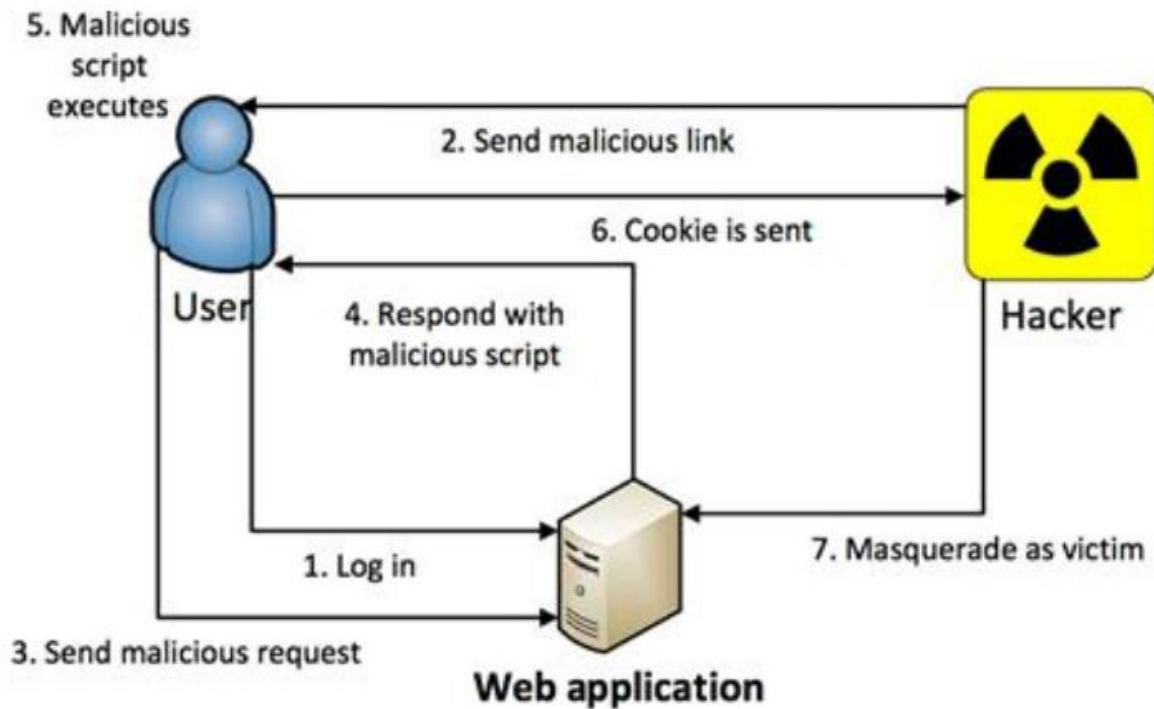 5. Malicious
script
executes
2. Send malicious link
6. Cookie is sent
User
Hacker
4. Respond with
malicious script
1. Log in
7. Masquerade as victim
3. Send malicious request
Web application